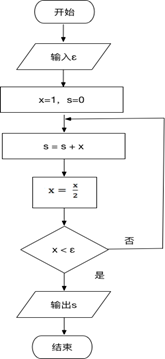 开始
输入ε
x=1，s=0
s = s + x
x = x/2
x < ε
否
是
输出s
结束